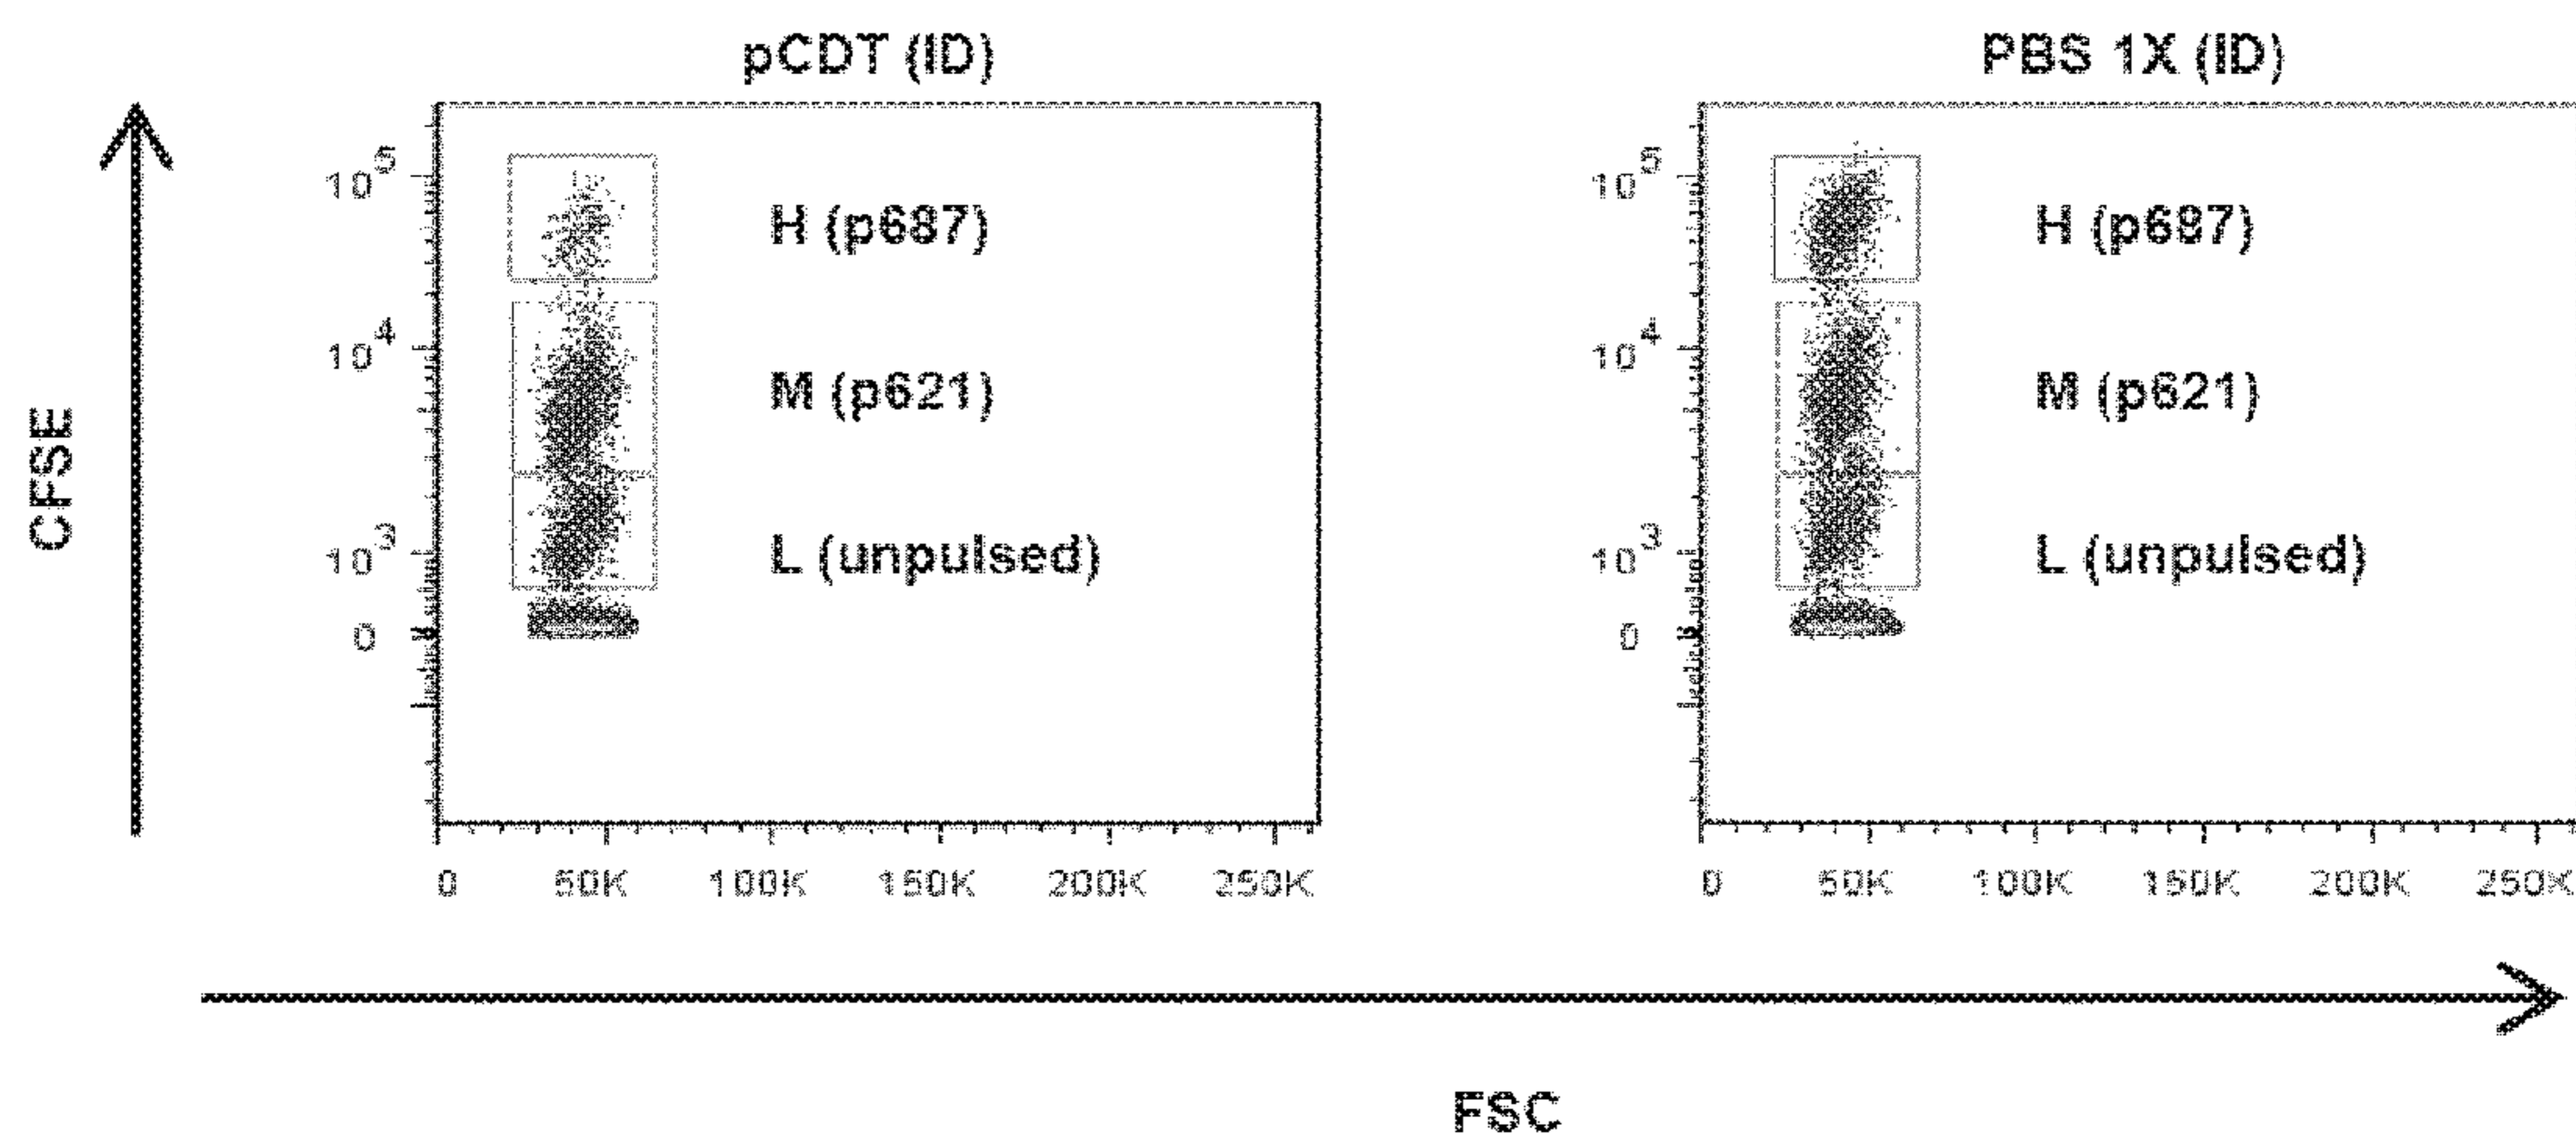 pCDT (ID)
PBS 1X (ID)
CFSE
10^5
10^4
10^3
0
H (p687)
M (p621)
L (unpulsed)
0 50K 100K 150K 200K 250K
10^5
10^4
10^3
0
H (p687)
M (p621)
L (unpulsed)
0 50K 100K 150K 200K 250K
FSC